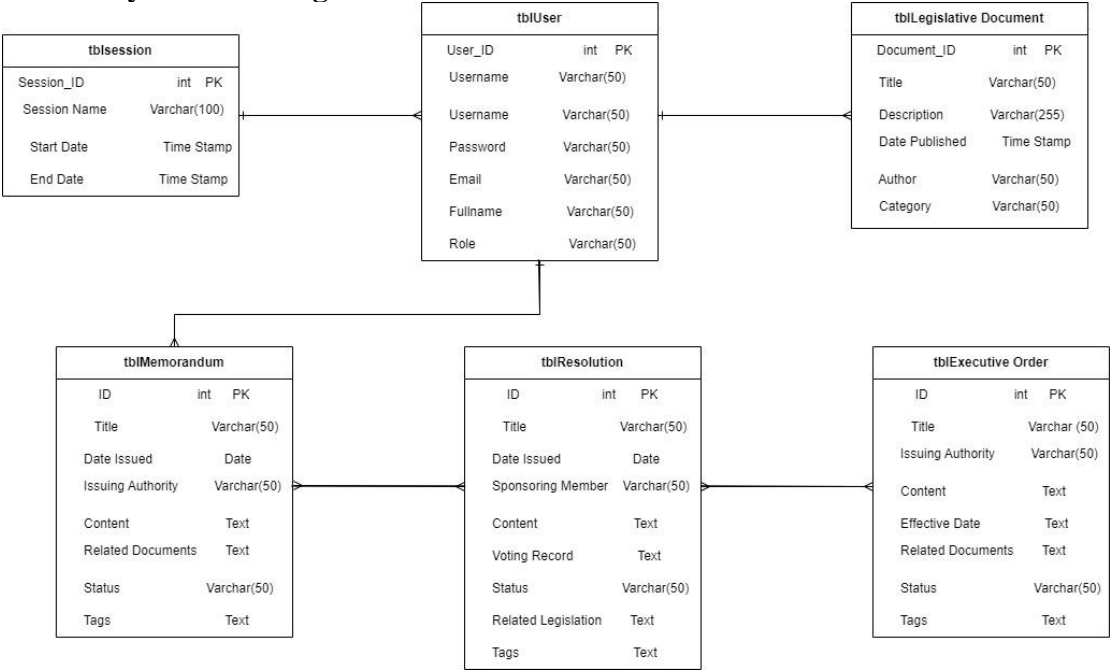 tblsession
Session_ID int PK
Session Name Varchar(100)
Start Date Time Stamp
End Date Time Stamp
tblUser
User_ID int PK
Username Varchar(50)
Username Varchar(50)
Password Varchar(50)
Email Varchar(50)
Fullname Varchar(50)
Role Varchar(50)
tblLegislative Document
Document_ID int PK
Title Varchar(50)
Description Varchar(255)
Date Published Time Stamp
Author Varchar(50)
Category Varchar(50)
tblMemorandum
ID int PK
Title Varchar(50)
Date Issued Date
Issuing Authority Varchar(50)
Content Text
Related Documents Text
Status Varchar(50)
Tags Text
tblResolution
ID int PK
Title Varchar(50)
Date Issued Date
Sponsoring Member Varchar(50)
Content Text
Voting Record Text
Status Varchar(50)
Related Legislation Text
Tags Text
tblExecutive Order
ID int PK
Title Varchar (50)
Issuing Authority Varchar(50)
Content Text
Effective Date Text
Related Documents Text
Status Varchar(50)
Tags Text